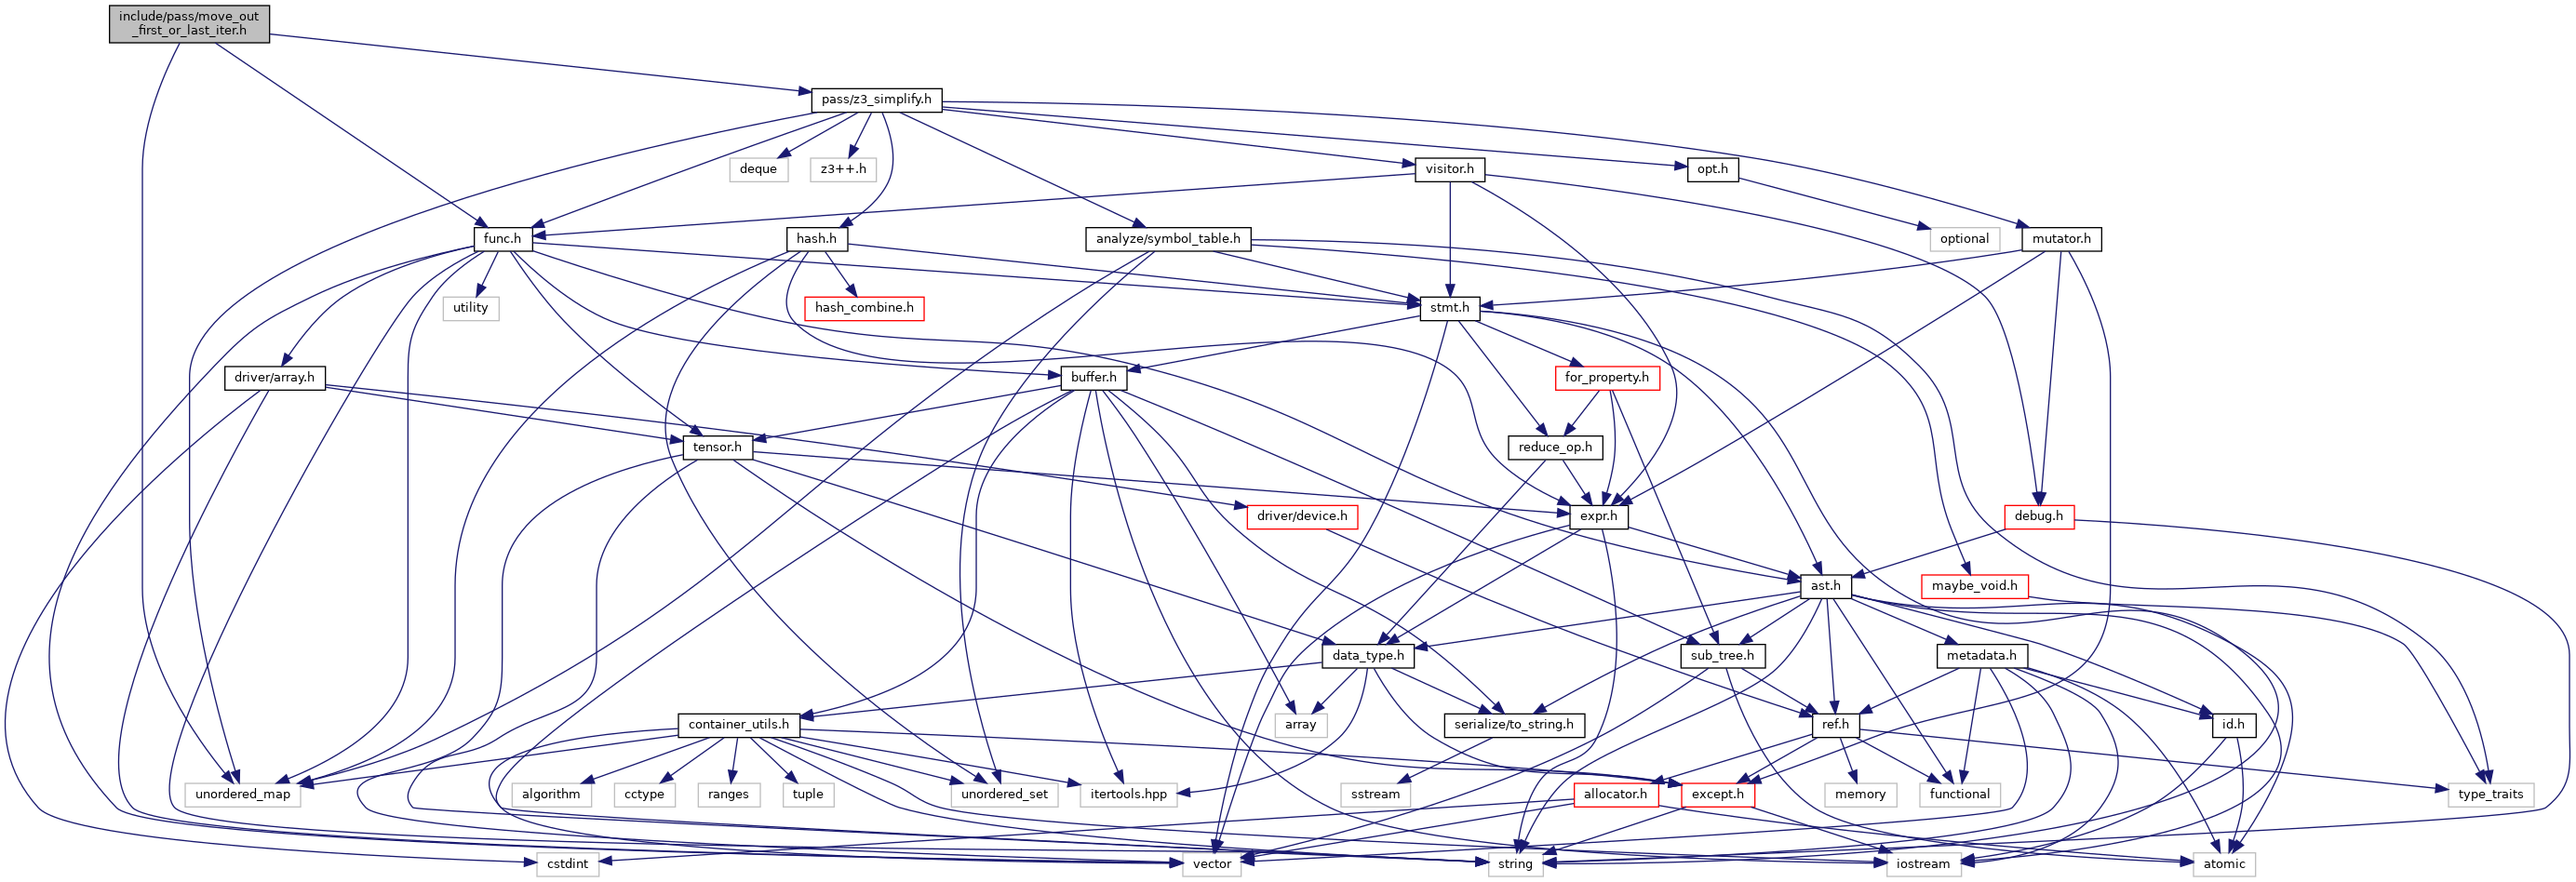 include/pass/move_out
_first_or_last_iter.h
pass/z3_simplify.h
deque
z3++.h
visitor.h
opt.h
func.h
hash.h
analyze/symbol_table.h
optional
mutator.h
utility
hash_combine.h
stmt.h
driver/array.h
buffer.h
for_property.h
tensor.h
reduce_op.h
driver/device.h
expr.h
debug.h
ast.h
maybe_void.h
data_type.h
sub_tree.h
metadata.h
container_utils.h
array
serialize/to_string.h
ref.h
id.h
unordered_map
algorithm
cctype
ranges
tuple
unordered_set
itertools.hpp
sstream
allocator.h
except.h
memory
functional
type_traits
cstdint
vector
string
iostream
atomic